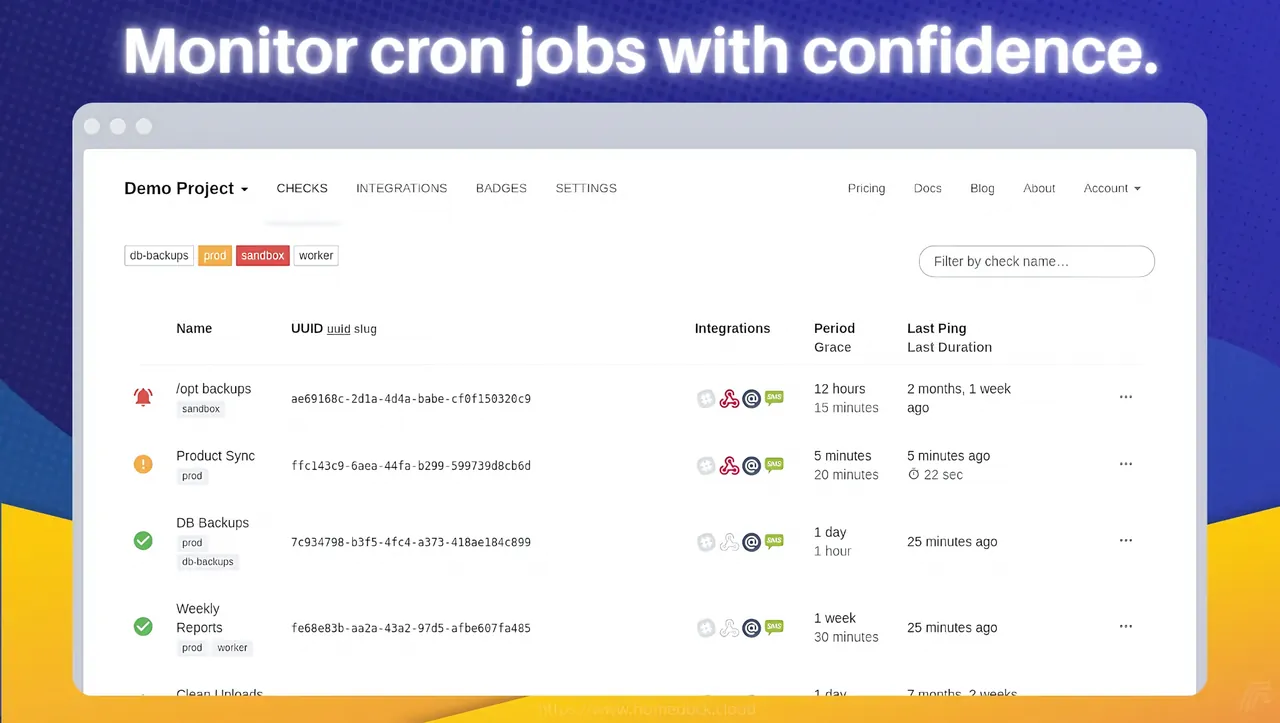 Monitor cron jobs with confidence.
Demo Project CHECKS INTEGRATIONS BADGES SETTINGS Pricing Docs Blog About Account
db-backups prod sandbox worker Filter by check name...
Name UUID uuid slug Integrations Period Last Ping
Grace Last Duration
/opt backups ae69168c-2d1a-4d4a-babe-cf0f150320c9 SMS 12 hours 2 months, 1 week
sandbox 15 minutes ago
Product Sync ffc143c9-6aea-44fa-b299-599739d8cb6d SMS 5 minutes 5 minutes ago
prod 20 minutes 22 sec
DB Backups 7c934798-b3f5-4fc4-a373-418ae184c899 SMS 1 day 25 minutes ago
prod 1 hour
db-backups
Weekly
Reports fe68e83b-aa2a-43a2-97d5-afbe607fa485 SMS 1 week 25 minutes ago
prod worker 30 minutes
Clean Uploads 1 day 7 months, 2 weeks
https://www.homedock.cloud